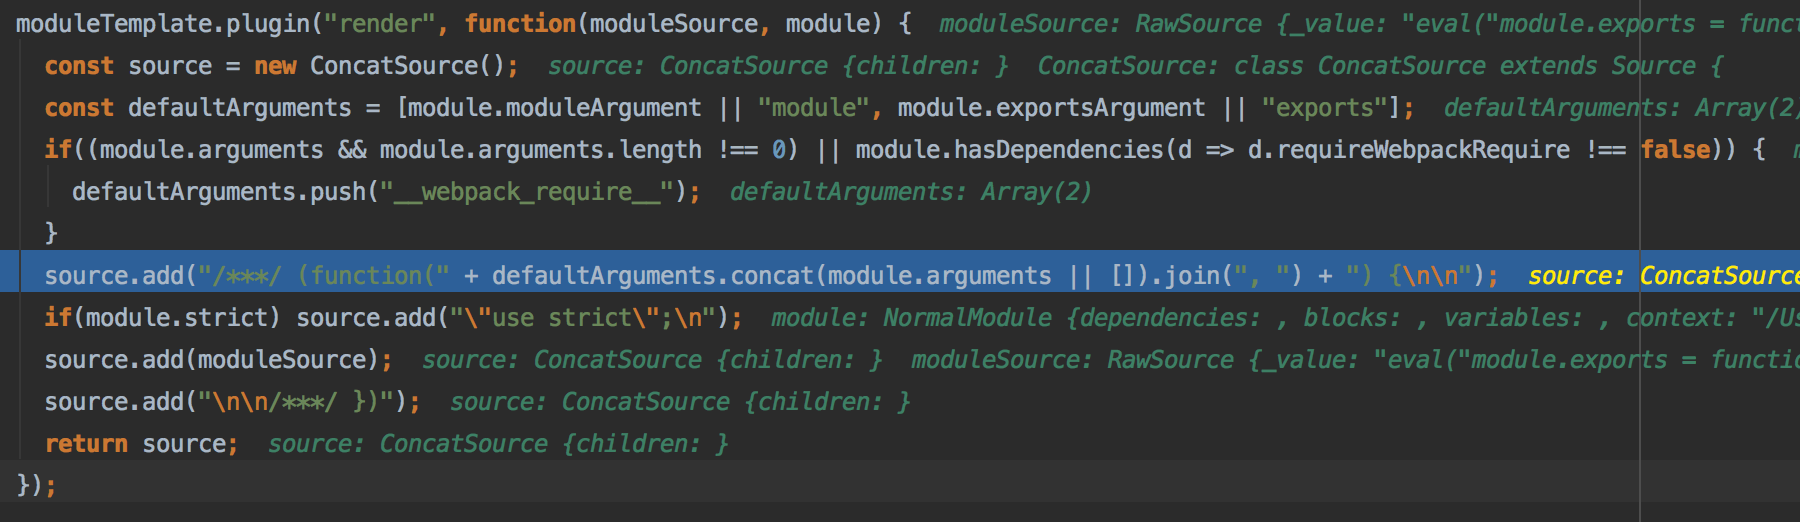 moduleTemplate.plugin("render", function(moduleSource, module) {  moduleSource: RawSource {_value: "eval("module.exports = funct
const source = new ConcatSource();  source: ConcatSource {children: }  ConcatSource: class ConcatSource extends Source {
const defaultArguments = [module.moduleArgument || "module", module.exportsArgument || "exports"];  defaultArguments: Array(2)
if((module.arguments && module.arguments.length !== 0) || module.hasDependencies(d => d.requireWebpackRequire !== false)) {
defaultArguments.push("__webpack_require__");  defaultArguments: Array(2)
}
source.add("/***/ (function(" + defaultArguments.concat(module.arguments || []).join(", ") + ") {\n\n");  source: ConcatSource
if(module.strict) source.add("\"use strict\";\n");  module: NormalModule {dependencies: , blocks: , variables: , context: "/Us
source.add(moduleSource);  source: ConcatSource {children: }  moduleSource: RawSource {_value: "eval("module.exports = functio
source.add("\n\n/***/ })");  source: ConcatSource {children: }
return source;  source: ConcatSource {children: }
});